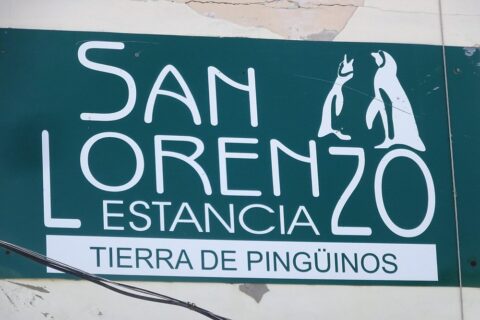 SAN
LORENZO
ESTANCIA
TIERRA DE PINGÜINOS